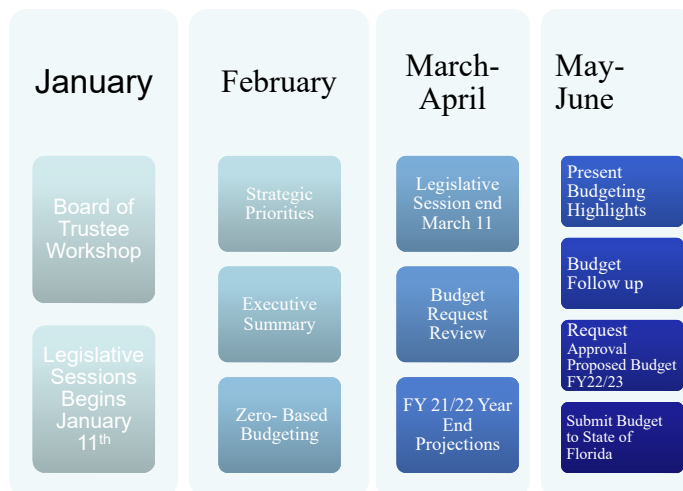 January
Board of
Trustee
Workshop
Legislative
Sessions
Begins
January
11th
February
Strategic
Priorities
Executive
Summary
Zero- Based
Budgeting
March-
April
Legislative
Session end
March 11
Budget
Request
Review
FY 21/22 Year
End
Projections
May-
June
Present
Budgeting
Highlights
Budget
Follow up
Request
Approval
Proposed Budget
FY22/23
Submit Budget
to State of
Florida